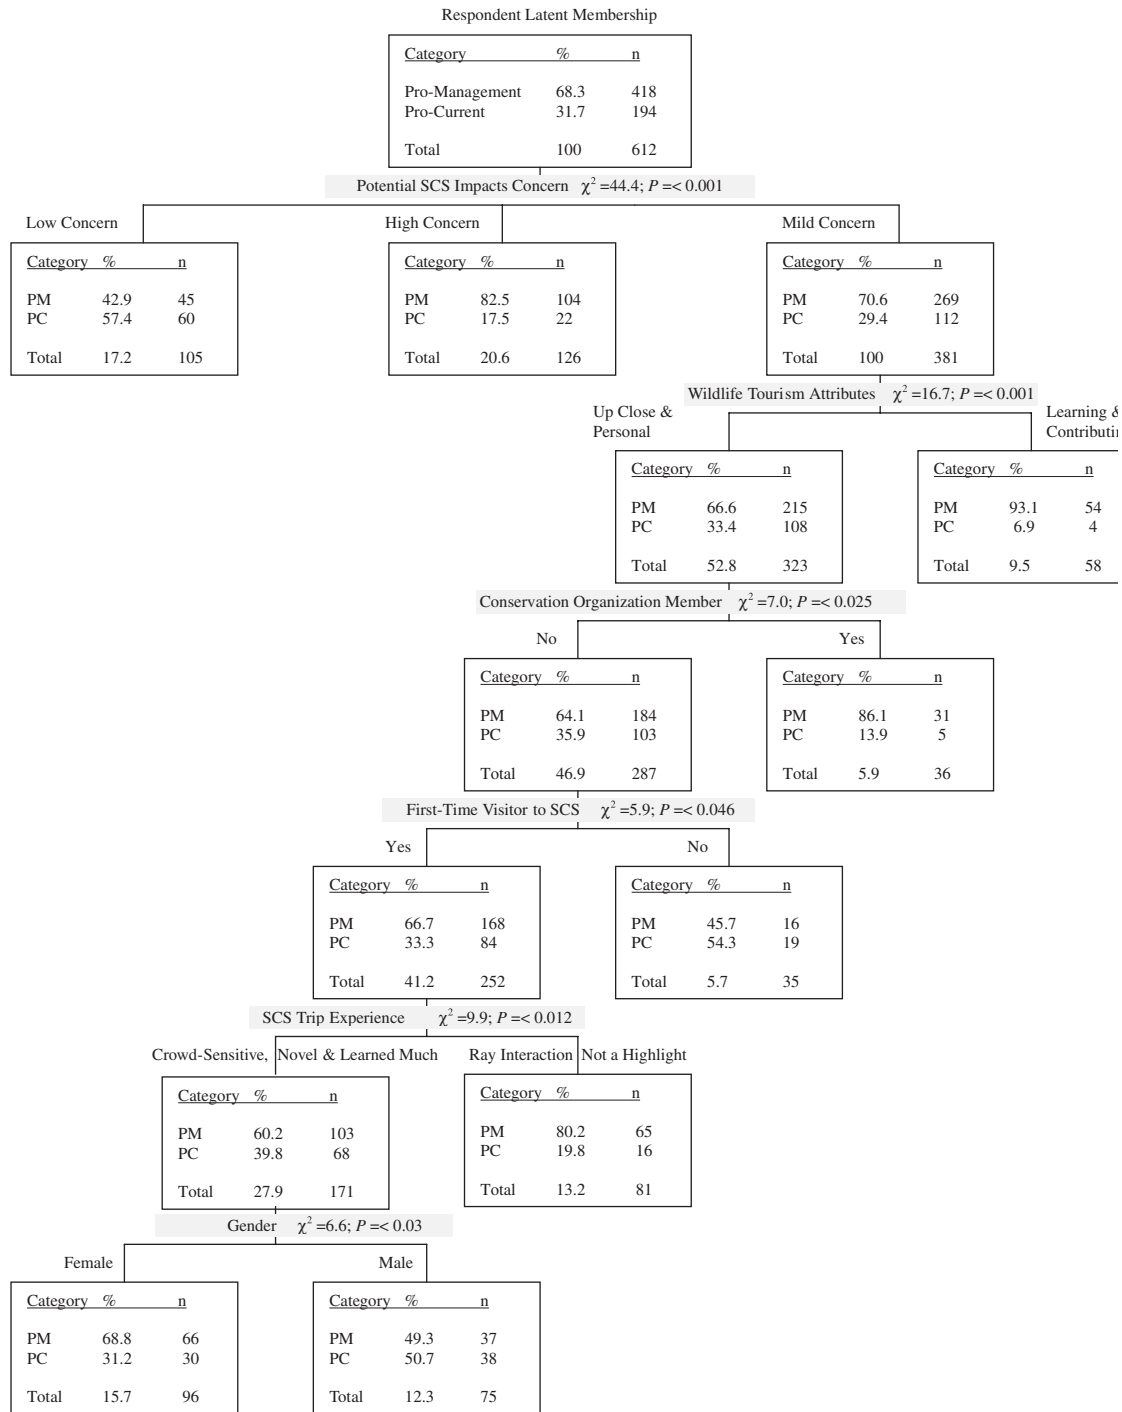 Respondent Latent Membership
Category % n
Pro-Management 68.3 418
Pro-Current 31.7 194
Total 100 612
Potential SCS Impacts Concern χ² =44.4; P =< 0.001
Low Concern
Category % n
PM 42.9 45
PC 57.4 60
Total 17.2 105
High Concern
Category % n
PM 82.5 104
PC 17.5 22
Total 20.6 126
Mild Concern
Category % n
PM 70.6 269
PC 29.4 112
Total 100 381
Wildlife Tourism Attributes χ² =16.7; P =< 0.001
Up Close &
Personal
Category % n
PM 66.6 215
PC 33.4 108
Total 52.8 323
Learning &
Category % n
PM 93.1 54
PC 6.9 4
Total 9.5 58
Conservation Organization Member χ² =7.0; P =< 0.025
No
Category % n
PM 64.1 184
PC 35.9 103
Total 46.9 287
Yes
Category % n
PM 86.1 31
PC 13.9 5
Total 5.9 36
First-Time Visitor to SCS χ² =5.9; P =< 0.046
Yes
Category % n
PM 66.7 168
PC 33.3 84
Total 41.2 252
No
Category % n
PM 45.7 16
PC 54.3 19
Total 5.7 35
SCS Trip Experience χ² =9.9; P =< 0.012
Crowd-Sensitive, Novel & Learned Much
Category % n
PM 60.2 103
PC 39.8 68
Total 27.9 171
Ray Interaction Not a Highlight
Category % n
PM 80.2 65
PC 19.8 16
Total 13.2 81
Gender χ² =6.6; P =< 0.03
Female
Category % n
PM 68.8 66
PC 31.2 30
Total 15.7 96
Male
Category % n
PM 49.3 37
PC 50.7 38
Total 12.3 75